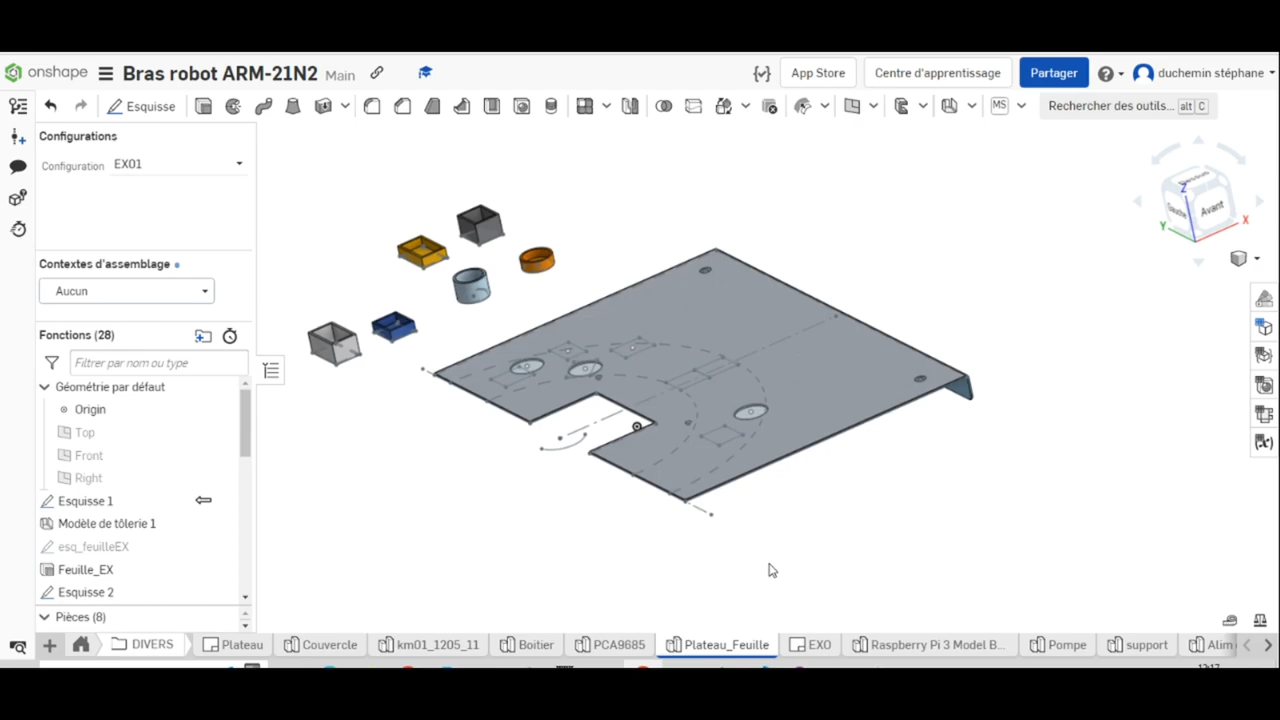 onshape
Bras robot ARM-21N2 Main
App Store
Centre d'apprentissage
Partager
duchemin stéphane
Esquisse
MS
Rechercher des outils... alt C
Configurations
Configuration EX01
Contextes d'assemblage
Aucun
Fonctions (28)
Filtrer par nom ou type
Géométrie par défaut
Origin
Top
Front
Right
Esquisse 1
Modèle de tôlerie 1
esq_feuilleEX
Feuille_EX
Esquisse 2
Pièces (8)
Z
Avant
Gauche
X
Y
DIVERS
Plateau
Couvercle
km01_1205_11
Boitier
PCA9685
Plateau_Feuille
EXO
Raspberry Pi 3 Model B...
Pompe
support
Alim